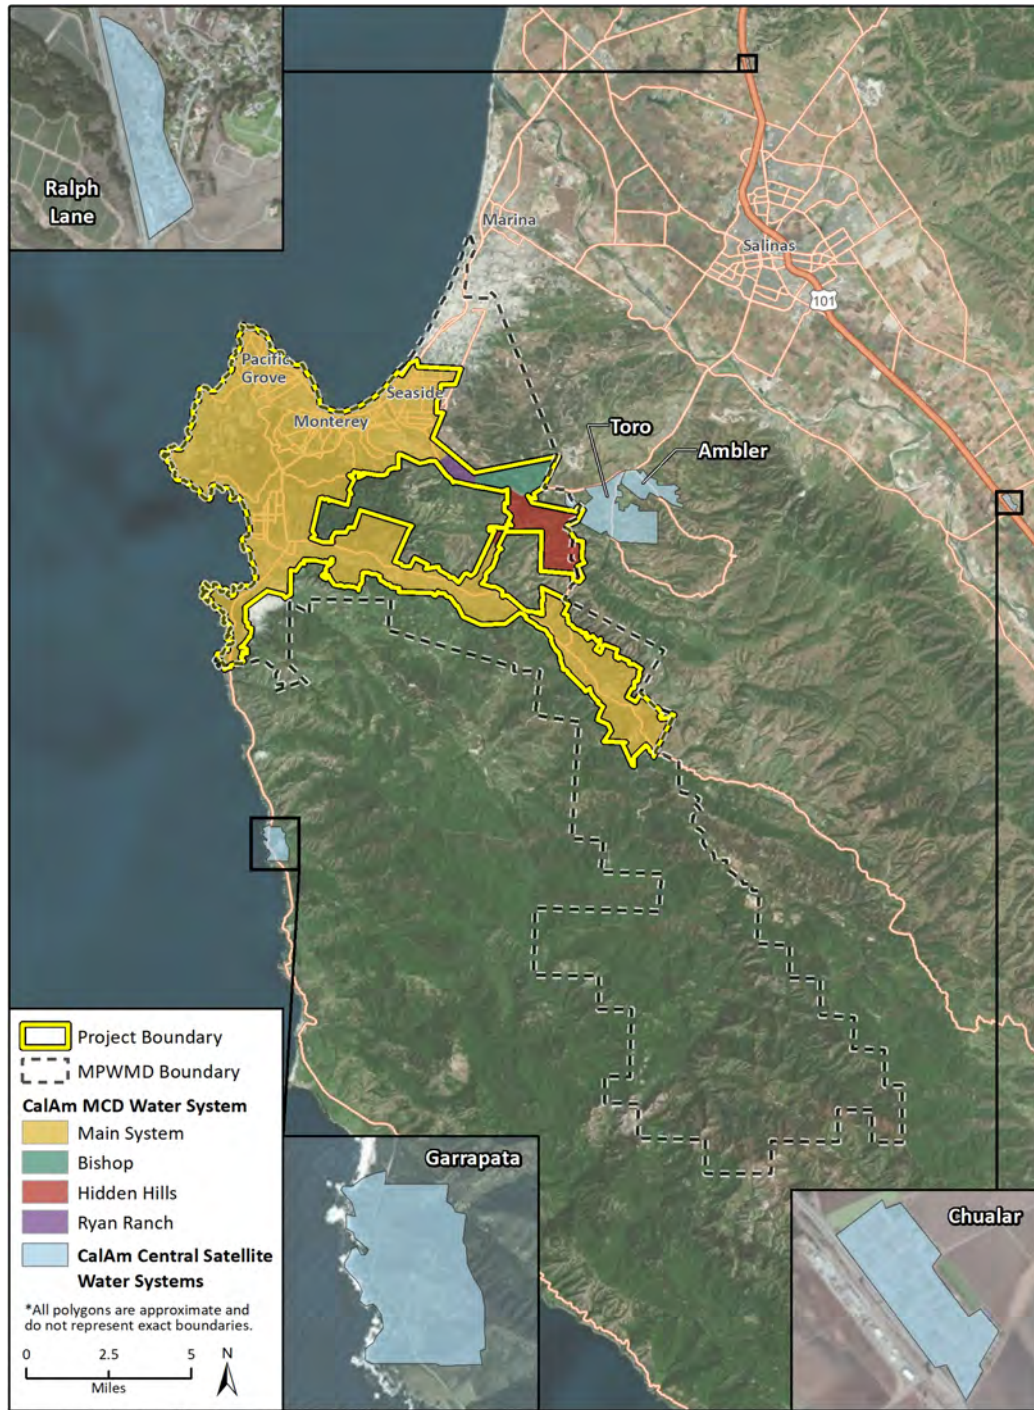 Ralph
Lane
Marina
Salinas
101
Pacific
Grove
Seaside
Monterey
Toro
Ambler
Project Boundary
MPWMD Boundary
CalAm MCD Water System
Main System
Bishop
Hidden Hills
Ryan Ranch
CalAm Central Satellite
Water Systems
*All polygons are approximate and
do not represent exact boundaries.
0 2.5 5
Miles
N
Garrapata
Chualar